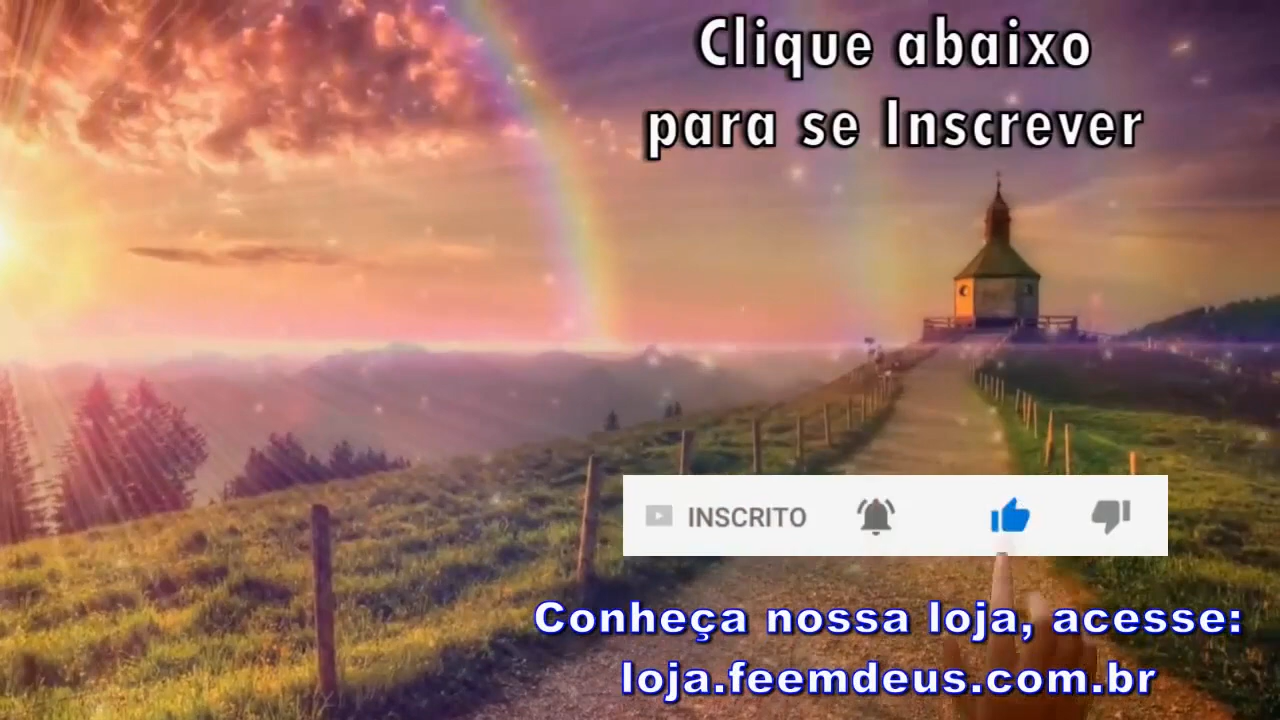 Clique abaixo
para se Inscrever
INSCRITO
Conheça nossa loja, acesse:
loja.feemdeus.com.br